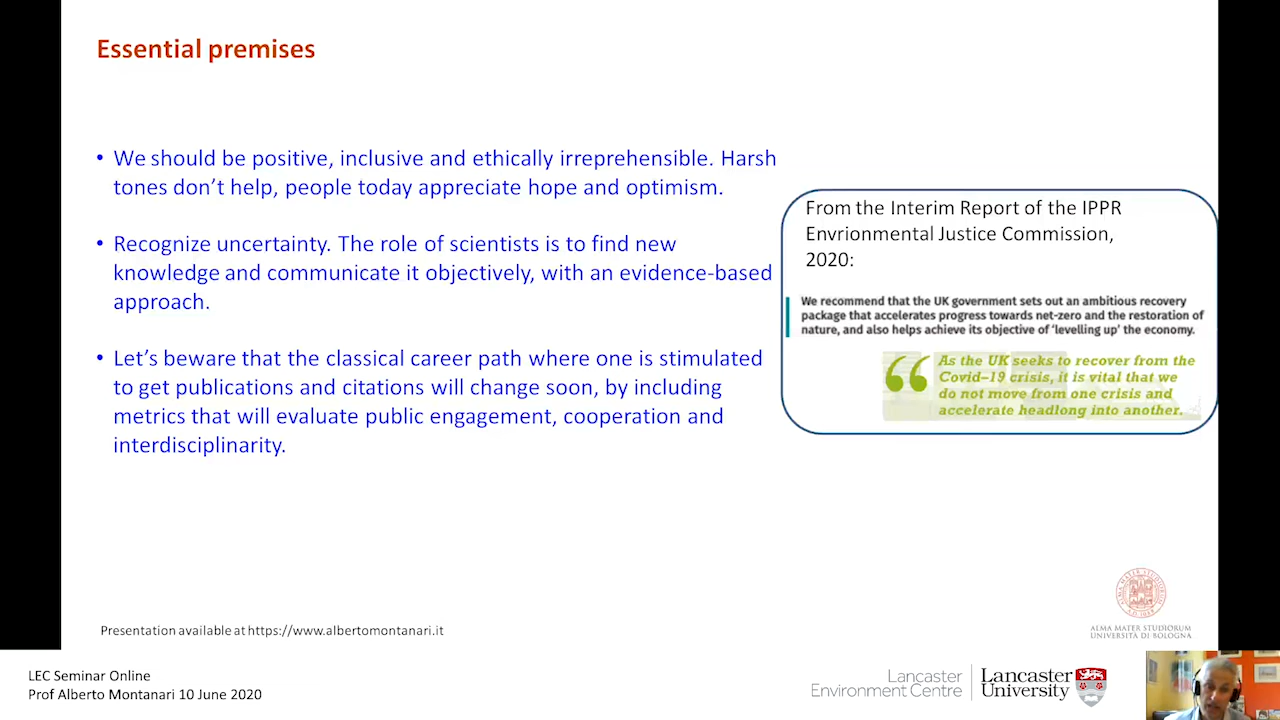 Essential premises
• We should be positive, inclusive and ethically irreprehensible. Harsh
tones don’t help, people today appreciate hope and optimism.
• Recognize uncertainty. The role of scientists is to find new
knowledge and communicate it objectively, with an evidence-based
approach.
• Let’s beware that the classical career path where one is stimulated
to get publications and citations will change soon, by including
metrics that will evaluate public engagement, cooperation and
interdisciplinarity.
From the Interim Report of the IPPR
Envrionmental Justice Commission,
2020:
We recommend that the UK government sets out an ambitious recovery
package that accelerates progress towards net-zero and the restoration of
nature, and also helps achieve its objective of ‘levelling up’ the economy.
“ As the UK seeks to recover from the
Covid–19 crisis, it is vital that we
do not move from one crisis and
accelerate headlong into another.
Presentation available at https://www.albertomontanari.it
ALMA MATER STUDIORUM
UNIVERSITÀ DI BOLOGNA
LEC Seminar Online
Prof Alberto Montanari 10 June 2020
Lancaster
Environment Centre
Lancaster
University